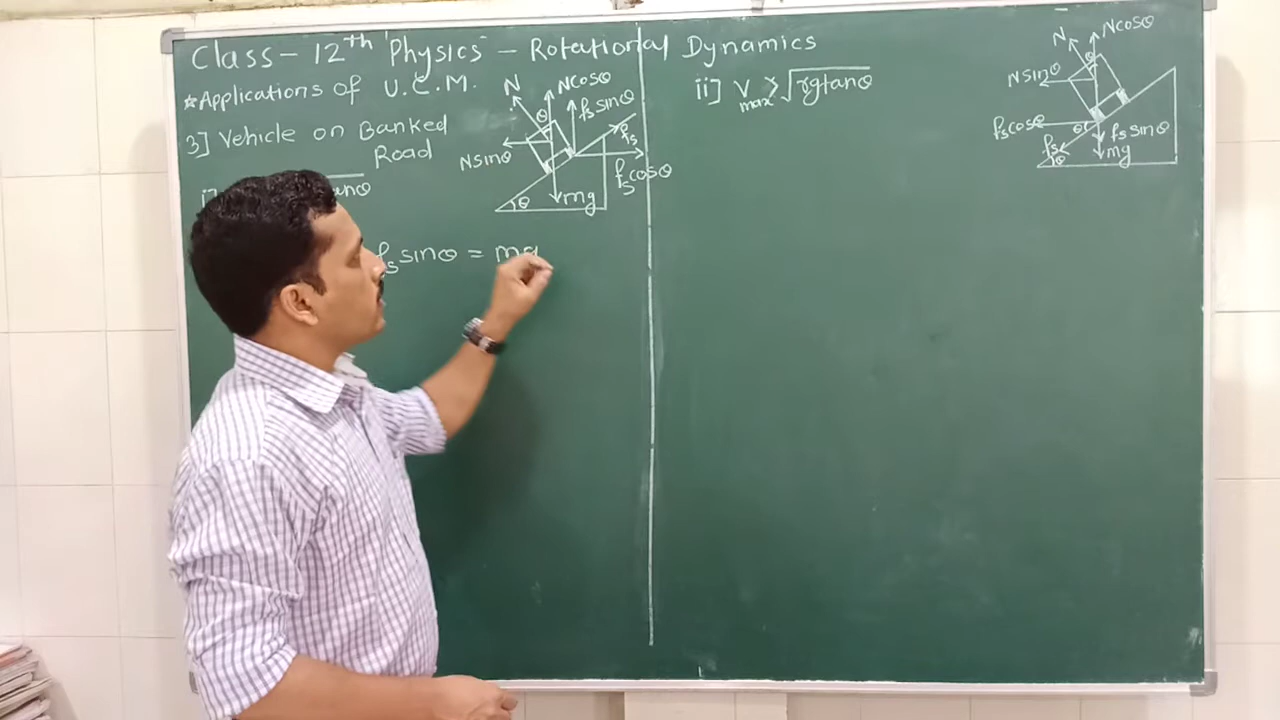 Class - 12th 'Physics' - Rotational Dynamics
*Applications of U.C.M.
3] Vehicle on Banked
Road
N
Ncosθ
fs sinθ
θ
fs
Nsinθ
fs cosθ
mg
θ
fs sinθ = mg
ii] Vmax > √rgtanθ
N
Ncosθ
θ
Nsinθ
fs cosθ
θ
fs sinθ
fs
mg
θ